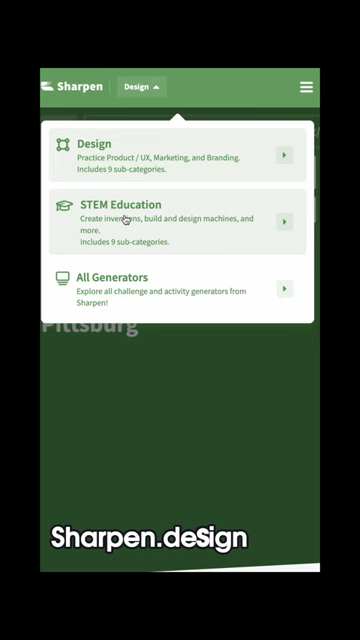 Sharpen
Design
Design
Practice Product / UX, Marketing, and Branding.
Includes 9 sub-categories.
STEM Education
Create inventions, build and design machines, and
more.
Includes 9 sub-categories.
All Generators
Explore all challenge and activity generators from
Sharpen!
Pittsburg
Sharpen.design